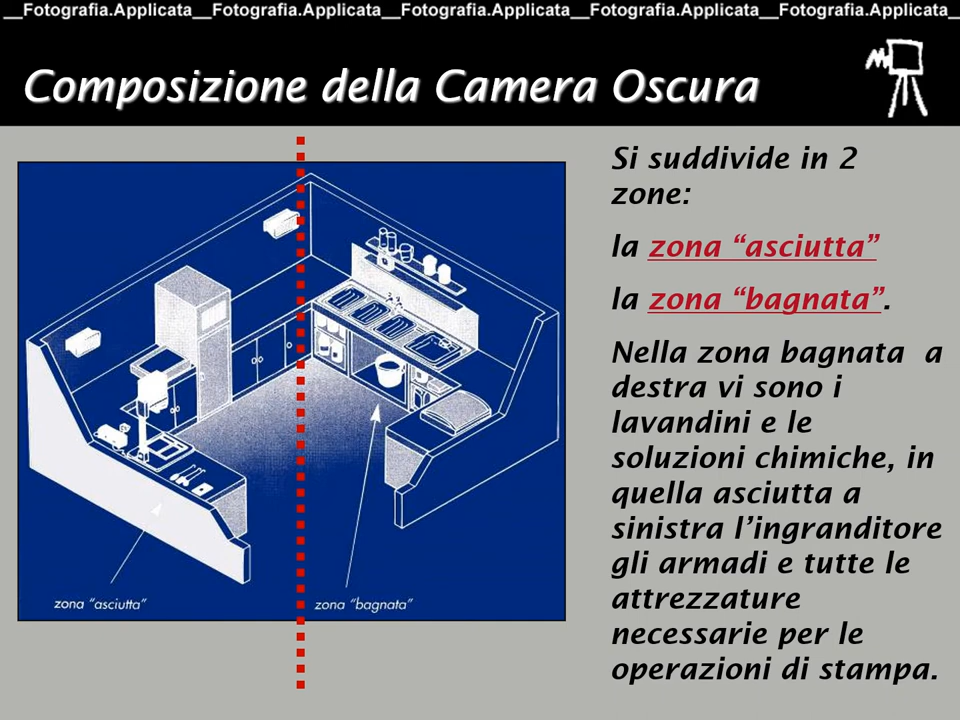 __Fotografia.Applicata__Fotografia.Applicata__Fotografia.Applicata__Fotografia.Applicata__Fotografia.Applicata_
Composizione della Camera Oscura
Si suddivide in 2
zone:
la zona “asciutta”
la zona “bagnata”.
Nella zona bagnata a
destra vi sono i
lavandini e le
soluzioni chimiche, in
quella asciutta a
sinistra l’ingranditore
gli armadi e tutte le
attrezzature
necessarie per le
operazioni di stampa.
zona “asciutta”
zona “bagnata”